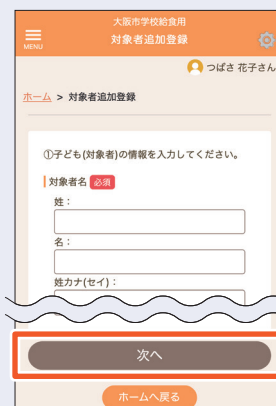 大阪市学校給食用
対象者追加登録
MENU
つばさ 花子さん
ホーム > 対象者追加登録
①子ども(対象者)の情報を入力してください。
対象者名 必須
姓：
名：
姓カナ(セイ)：
次へ
ホームへ戻る